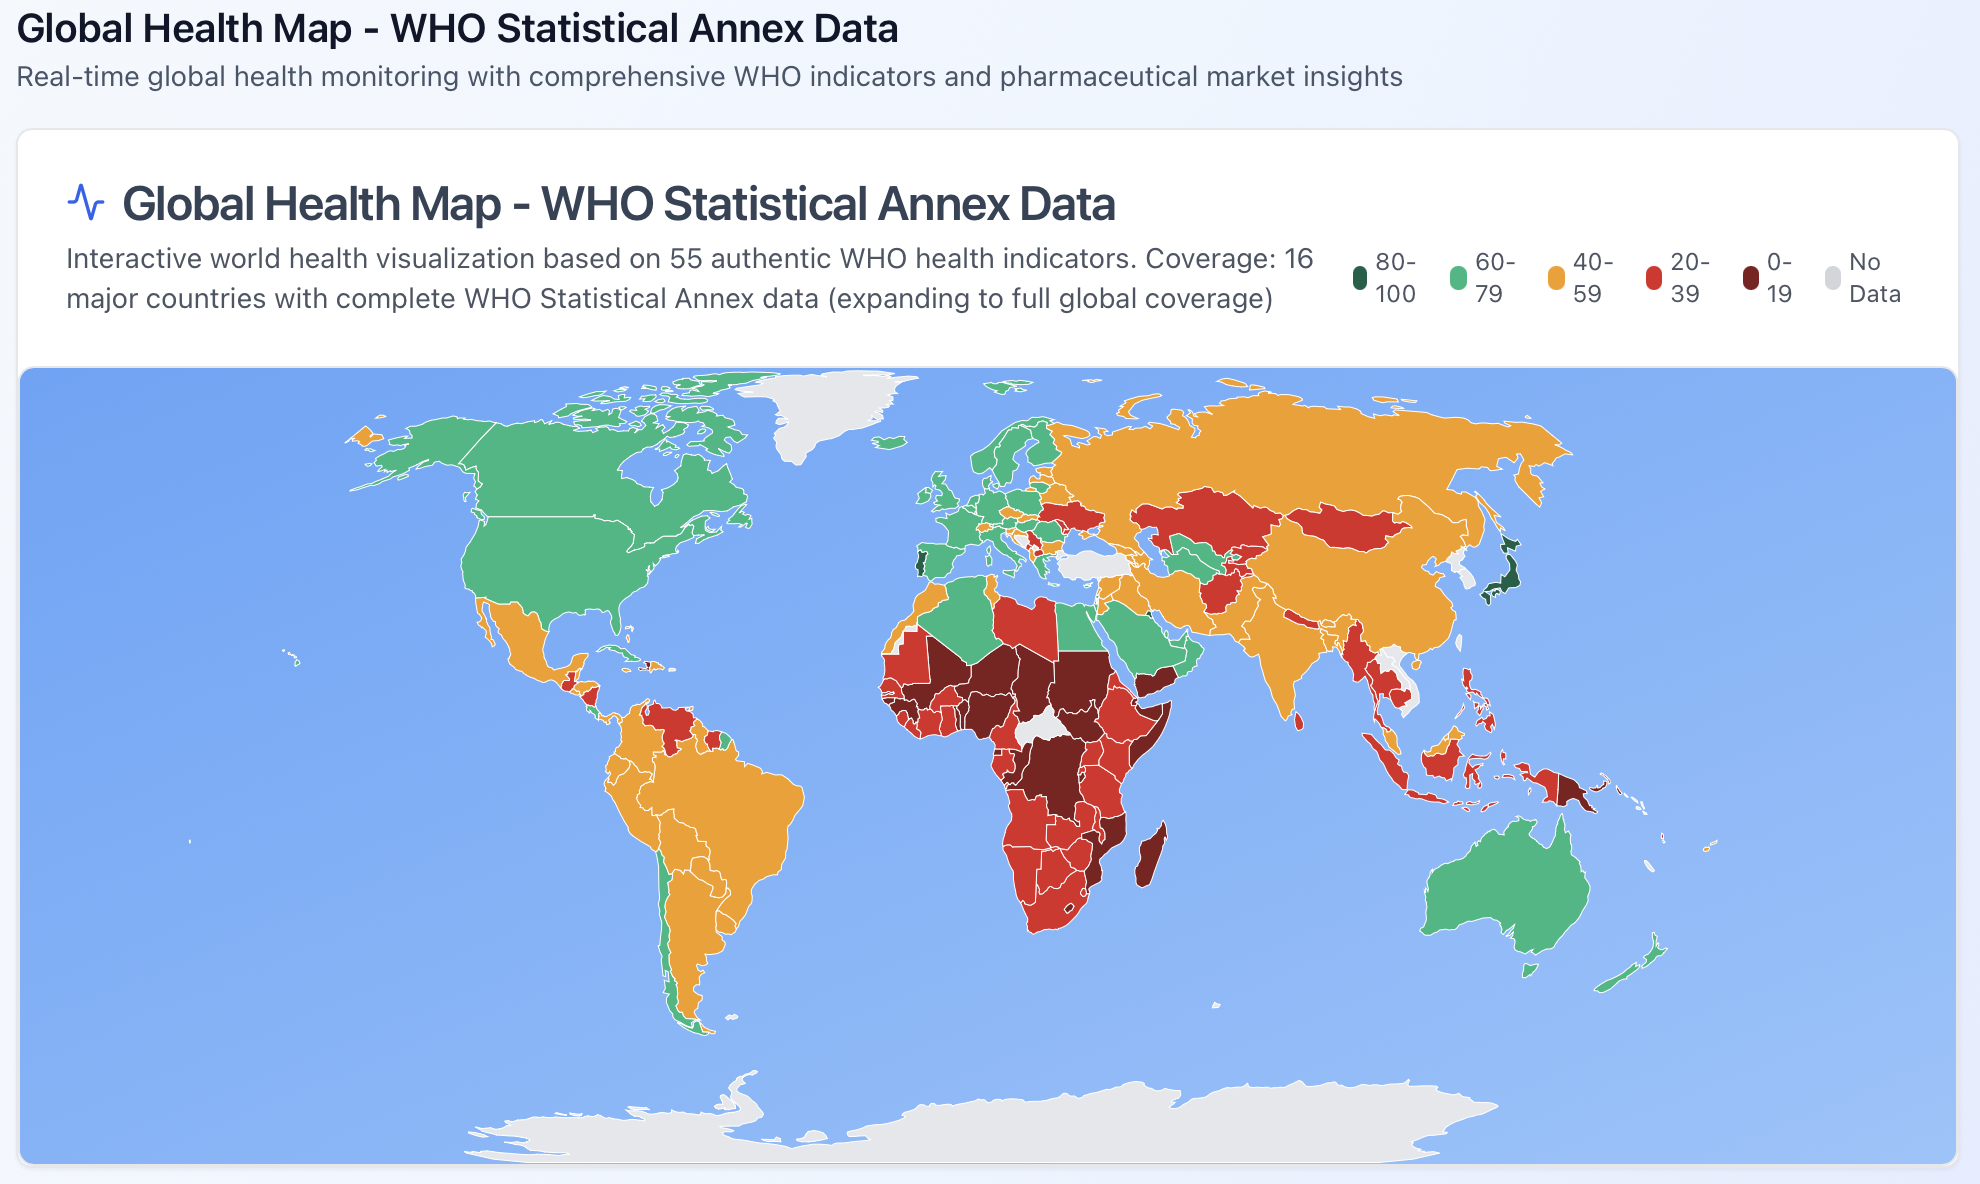 Global Health Map - WHO Statistical Annex Data
Real-time global health monitoring with comprehensive WHO indicators and pharmaceutical market insights
Global Health Map - WHO Statistical Annex Data
Interactive world health visualization based on 55 authentic WHO health indicators. Coverage: 16
major countries with complete WHO Statistical Annex data (expanding to full global coverage)
80-
100
60-
79
40-
59
20-
39
0-
19
No
Data